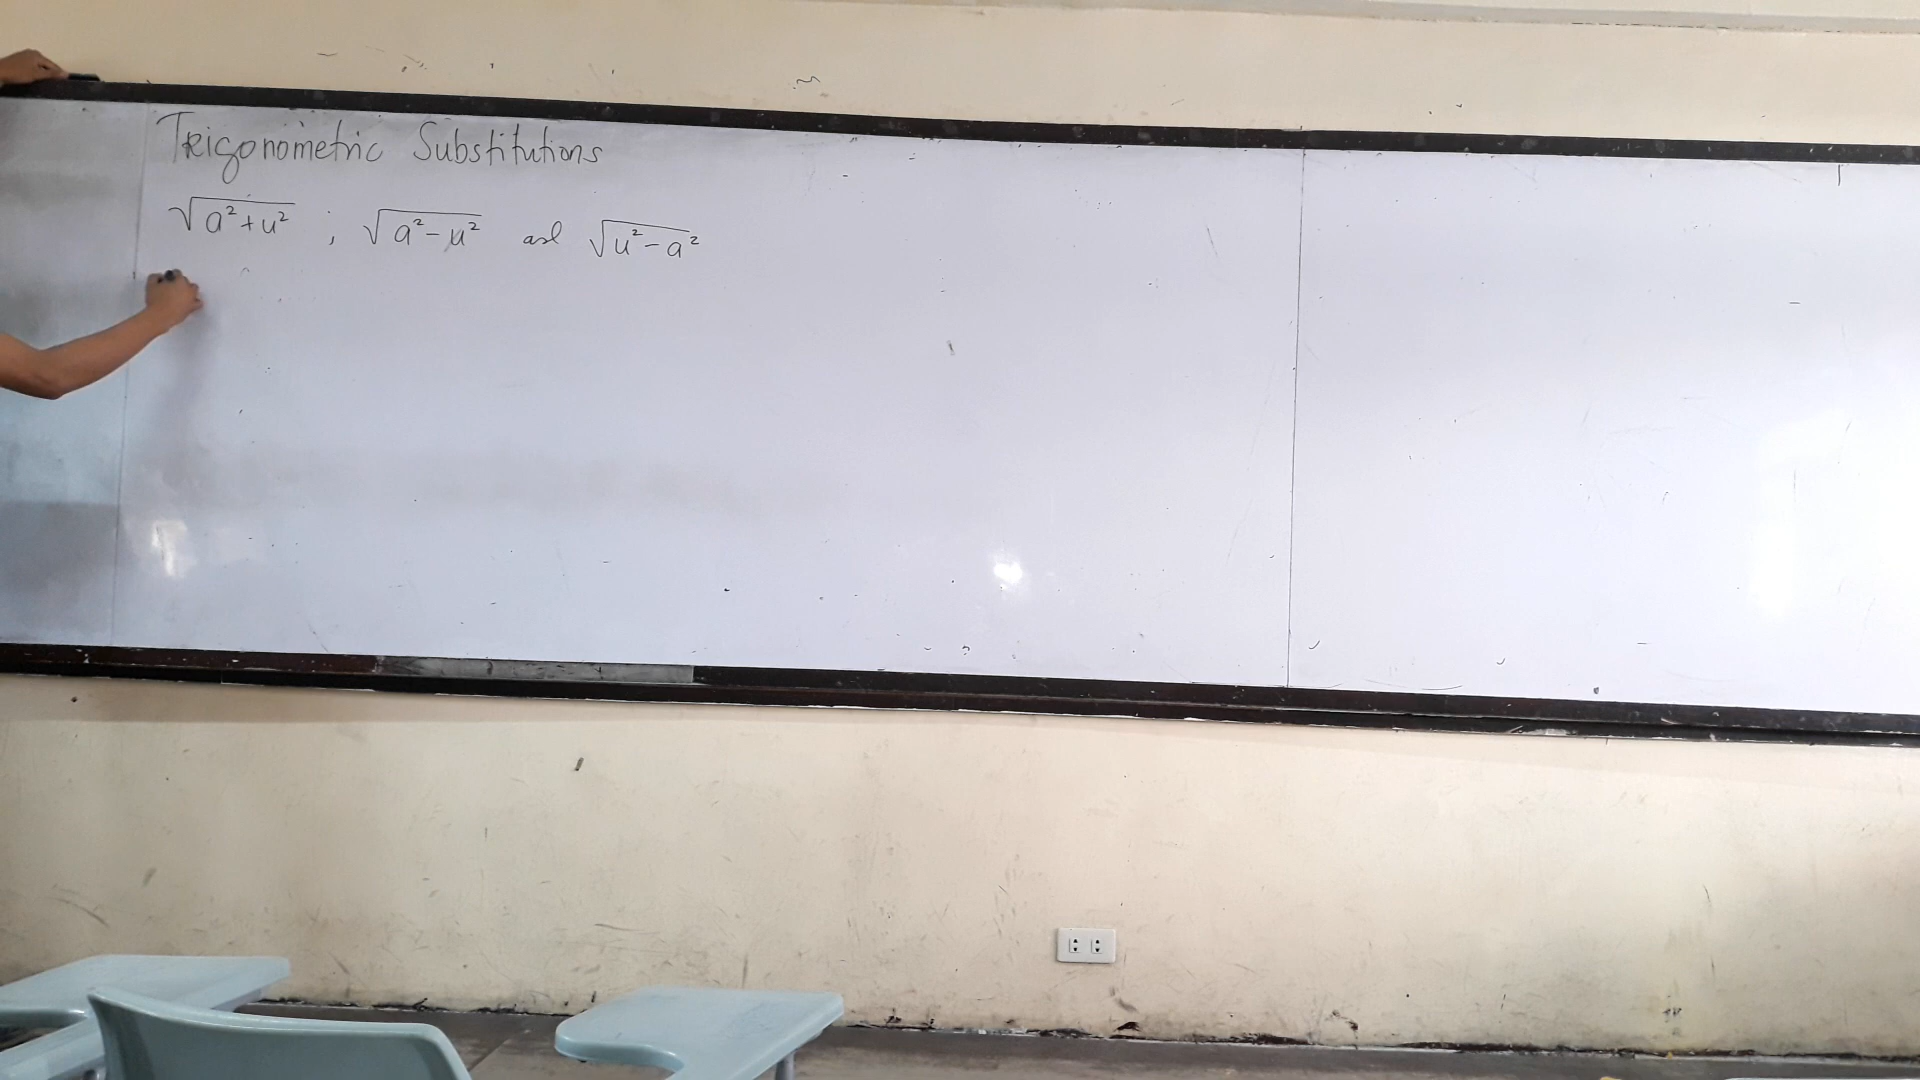 Trigonometric Substitutions
√(a²+u²) ; √(a²-u²) and √(u²-a²)